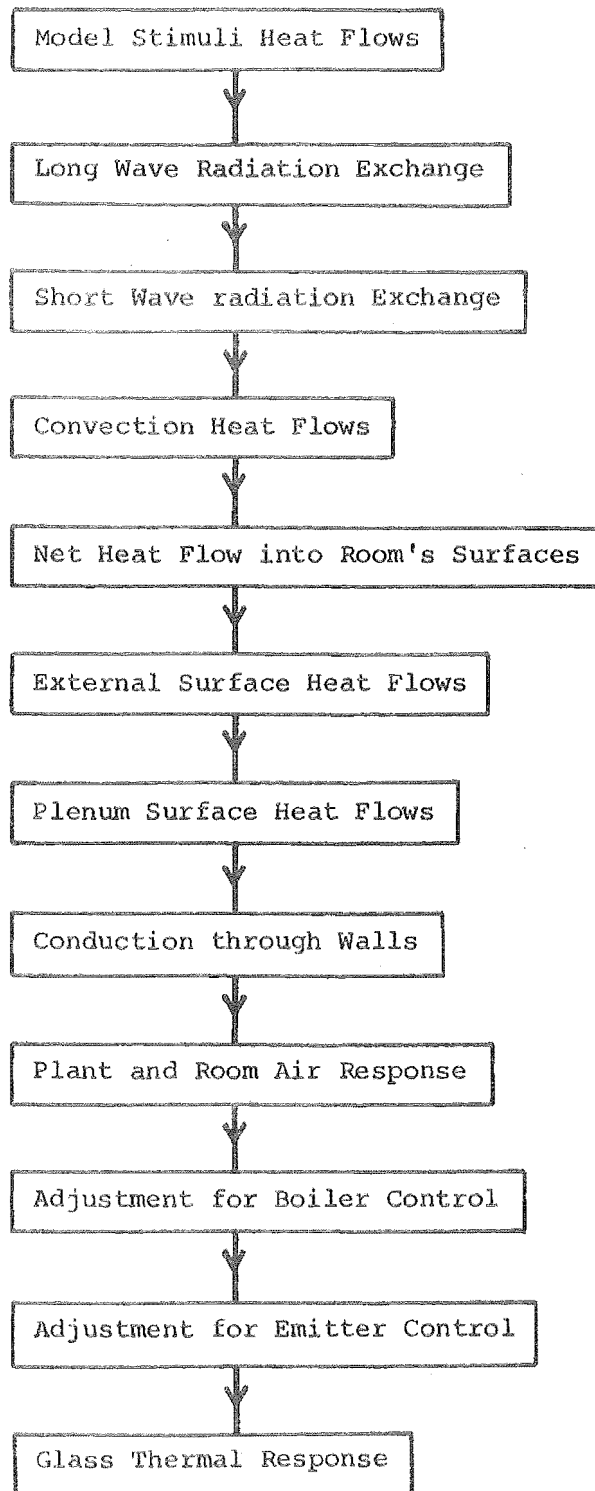 Model Stimuli Heat Flows
Long Wave Radiation Exchange
Short Wave radiation Exchange
Convection Heat Flows
Net Heat Flow into Room's Surfaces
External Surface Heat Flows
Plenum Surface Heat Flows
Conduction through Walls
Plant and Room Air Response
Adjustment for Boiler Control
Adjustment for Emitter Control
Glass Thermal Response